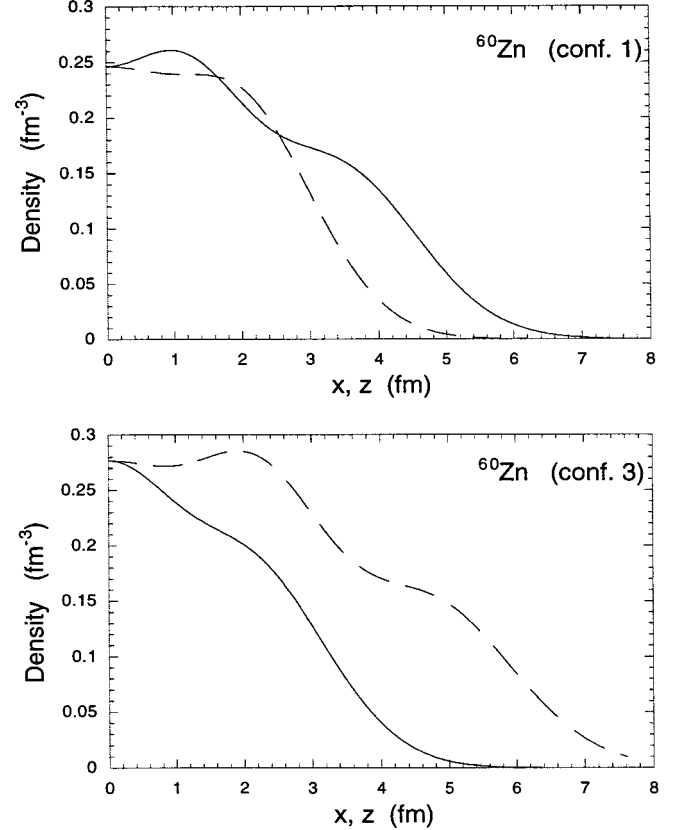 0.3
⁶⁰Zn (conf. 1)
0.25
0.2
0.15
0.1
0.05
0
Density (fm⁻³)
0 1 2 3 4 5 6 7 8
x, z (fm)
0.3
⁶⁰Zn (conf. 3)
0.25
0.2
0.15
0.1
0.05
0
Density (fm⁻³)
0 1 2 3 4 5 6 7 8
x, z (fm)